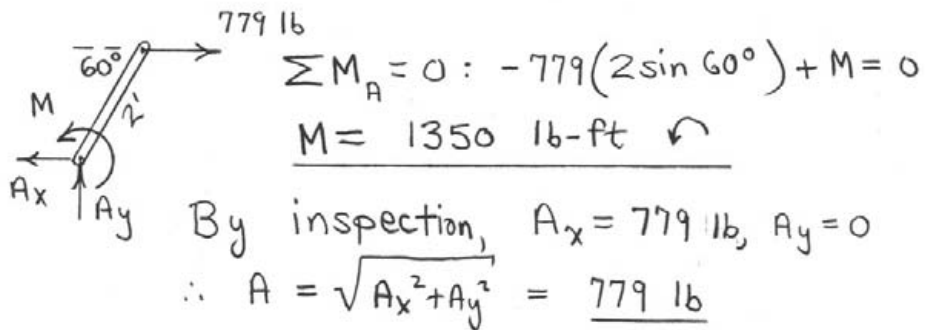 779 lb
60°
ΣM_A = 0 : -779(2 sin 60°) + M = 0
M
2'
M = 1350 lb-ft ↶
Ax
Ay
By inspection, Ax = 779 lb, Ay = 0
∴ A = √(Ax² + Ay²) = 779 lb